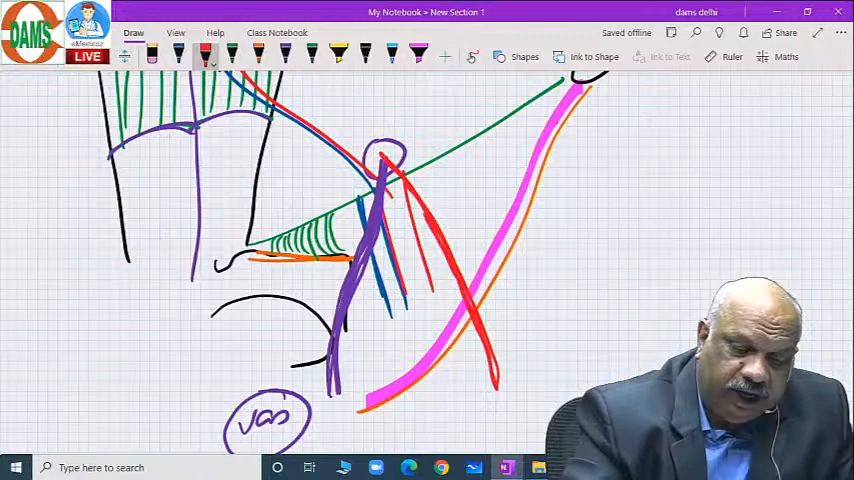 My Notebook > New Section 1
dams delhi
DAMS
eMedicoz
LIVE
Draw
View
Help
Class Notebook
Saved offline
Share
Shapes
Ink to Shape
Ink to Text
Ruler
Maths
vas
Type here to search